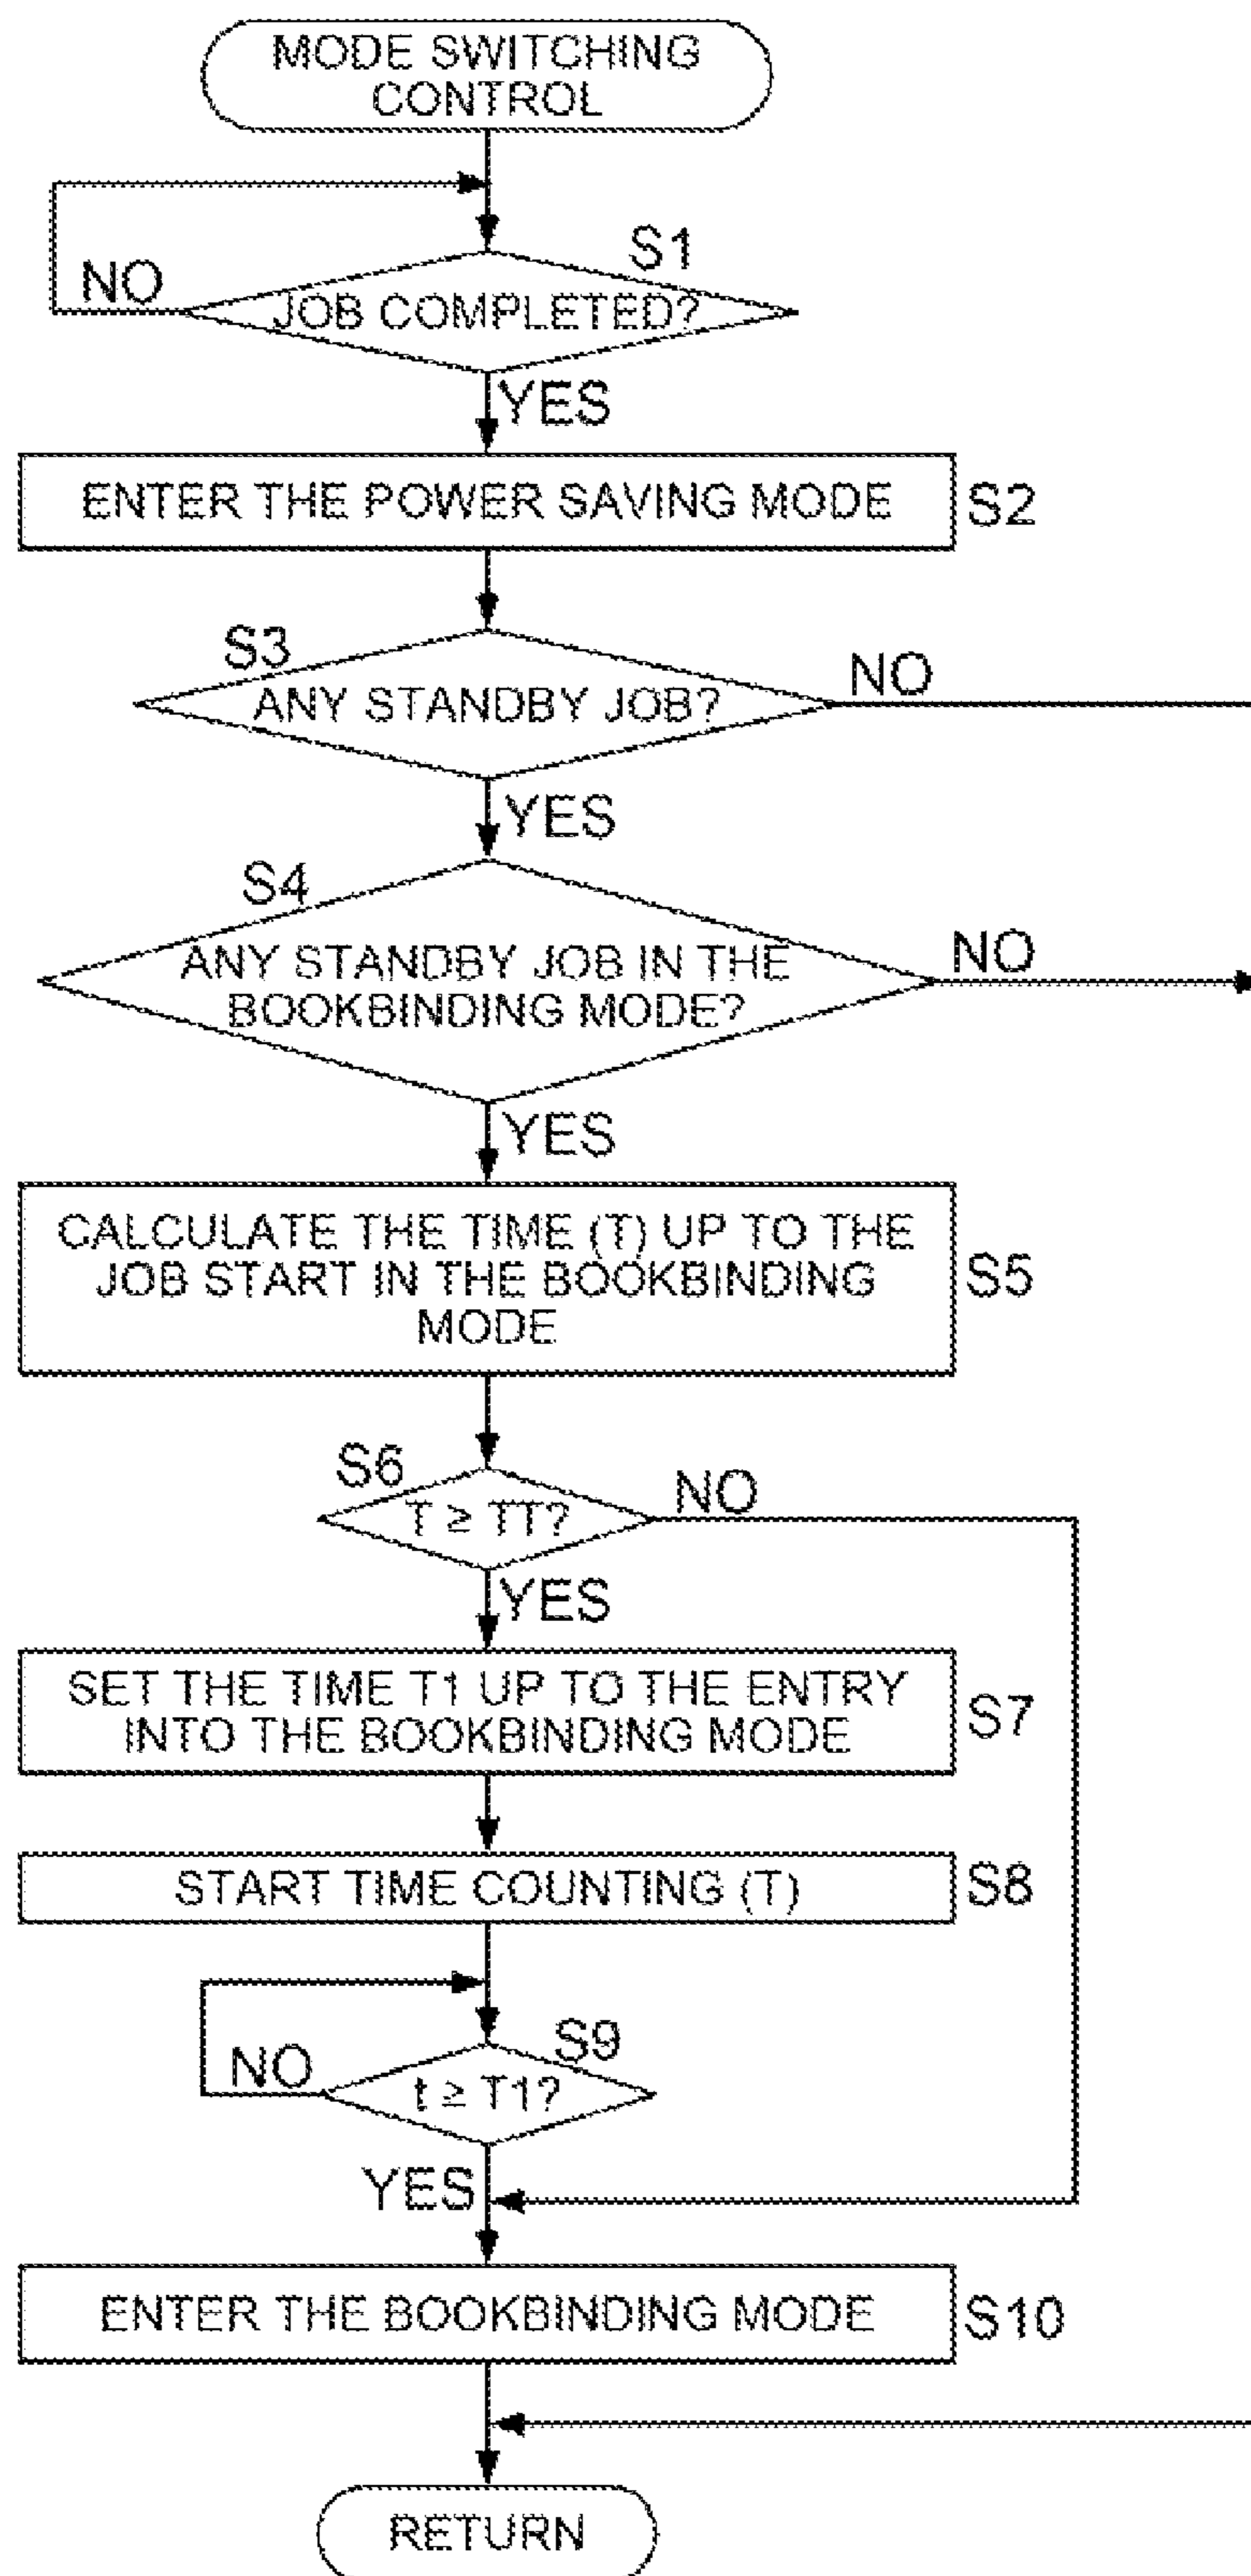 MODE SWITCHING
CONTROL
S1
NO
JOB COMPLETED?
YES
ENTER THE POWER SAVING MODE
S2
S3
NO
ANY STANDBY JOB?
YES
S4
NO
ANY STANDBY JOB IN THE
BOOKBINDING MODE?
YES
CALCULATE THE TIME (T) UP TO THE
JOB START IN THE BOOKBINDING
MODE
S5
S6
NO
T ≥ TT?
YES
SET THE TIME T1 UP TO THE ENTRY
INTO THE BOOKBINDING MODE
S7
START TIME COUNTING (T)
S8
S9
NO
t ≥ T1?
YES
ENTER THE BOOKBINDING MODE
S10
RETURN